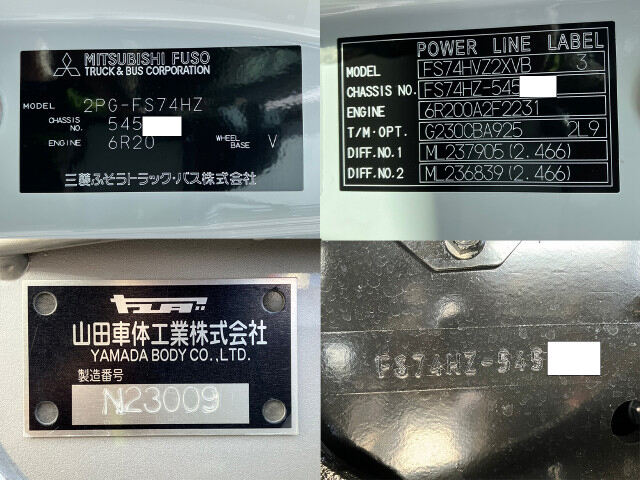 MITSUBISHI FUSO
TRUCK & BUS CORPORATION
MODEL 2PG-FS74HZ
CHASSIS NO. 545
ENGINE 6R20 WHEEL BASE V
三菱ふそうトラック・バス株式会社
POWER LINE LABEL
MODEL FS74HVZ2XVB 3
CHASSIS NO. FS74HZ-545
ENGINE 6R200A2F2231
T/M・OPT. G230CBA925 2L9
DIFF.NO.1 ML237905(2.466)
DIFF.NO.2 ML236839(2.466)
山田車体工業株式会社
YAMADA BODY CO.,LTD.
製造番号
N23009
FS74HZ-545